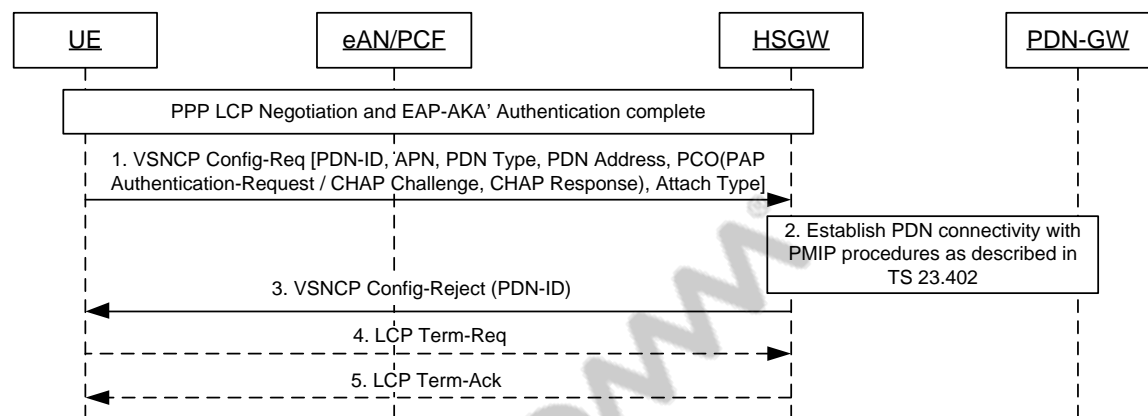 UE
eAN/PCF
HSGW
PDN-GW
PPP LCP Negotiation and EAP-AKA' Authentication complete
1. VSNCP Config-Req [PDN-ID, APN, PDN Type, PDN Address, PCO(PAP
Authentication-Request / CHAP Challenge, CHAP Response), Attach Type]
2. Establish PDN connectivity with
PMIP procedures as described in
TS 23.402
3. VSNCP Config-Reject (PDN-ID)
4. LCP Term-Req
5. LCP Term-Ack